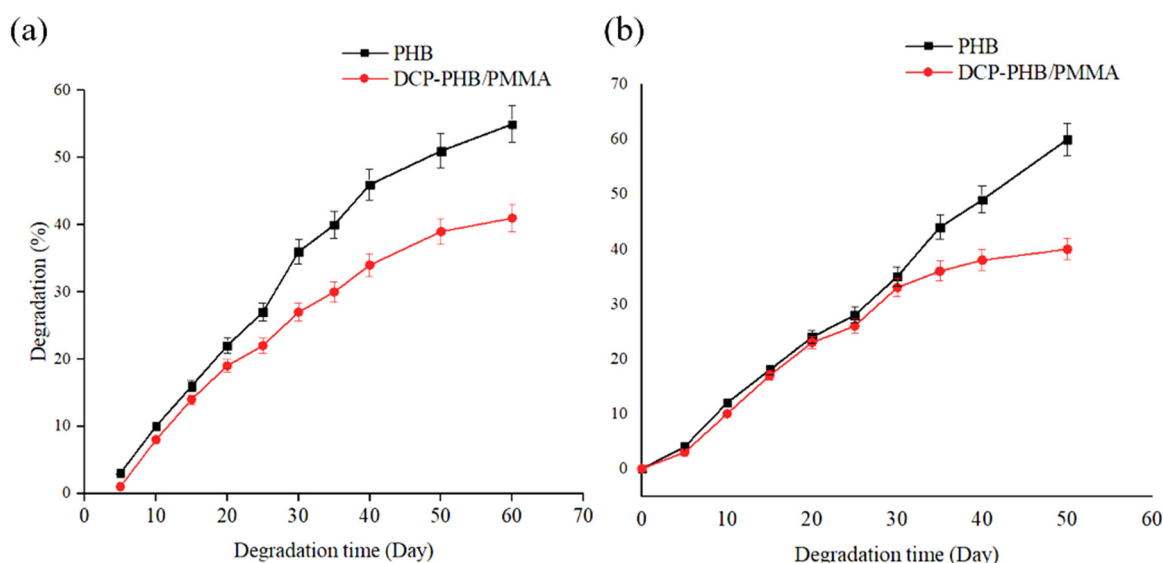 (a)
PHB
DCP-PHB/PMMA
60
50
40
30
20
10
0
Degradation (%)
0 10 20 30 40 50 60 70
Degradation time (Day)
(b)
PHB
DCP-PHB/PMMA
70
60
50
40
30
20
10
0
0 10 20 30 40 50 60
Degradation time (Day)